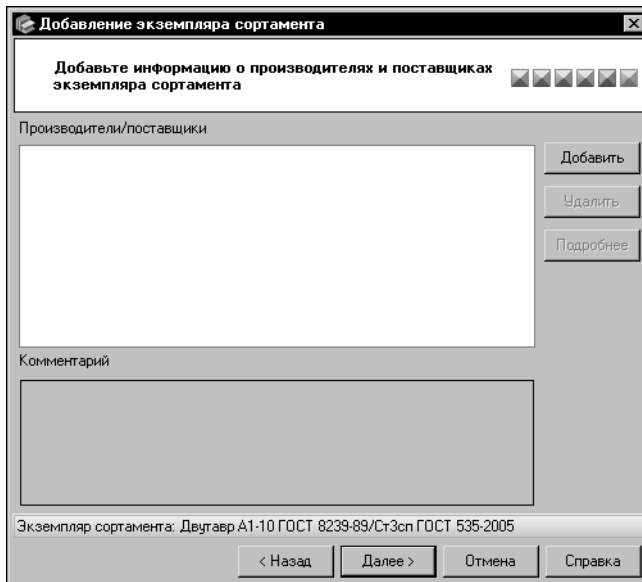 Добавление экземпляра сортамента
Добавьте информацию о производителях и поставщиках
экземпляра сортамента
Производители/поставщики
Добавить
Удалить
Подробнее
Комментарий
Экземпляр сортамента: Двутавр А1-10 ГОСТ 8239-89/Ст3сп ГОСТ 535-2005
< Назад
Далее >
Отмена
Справка